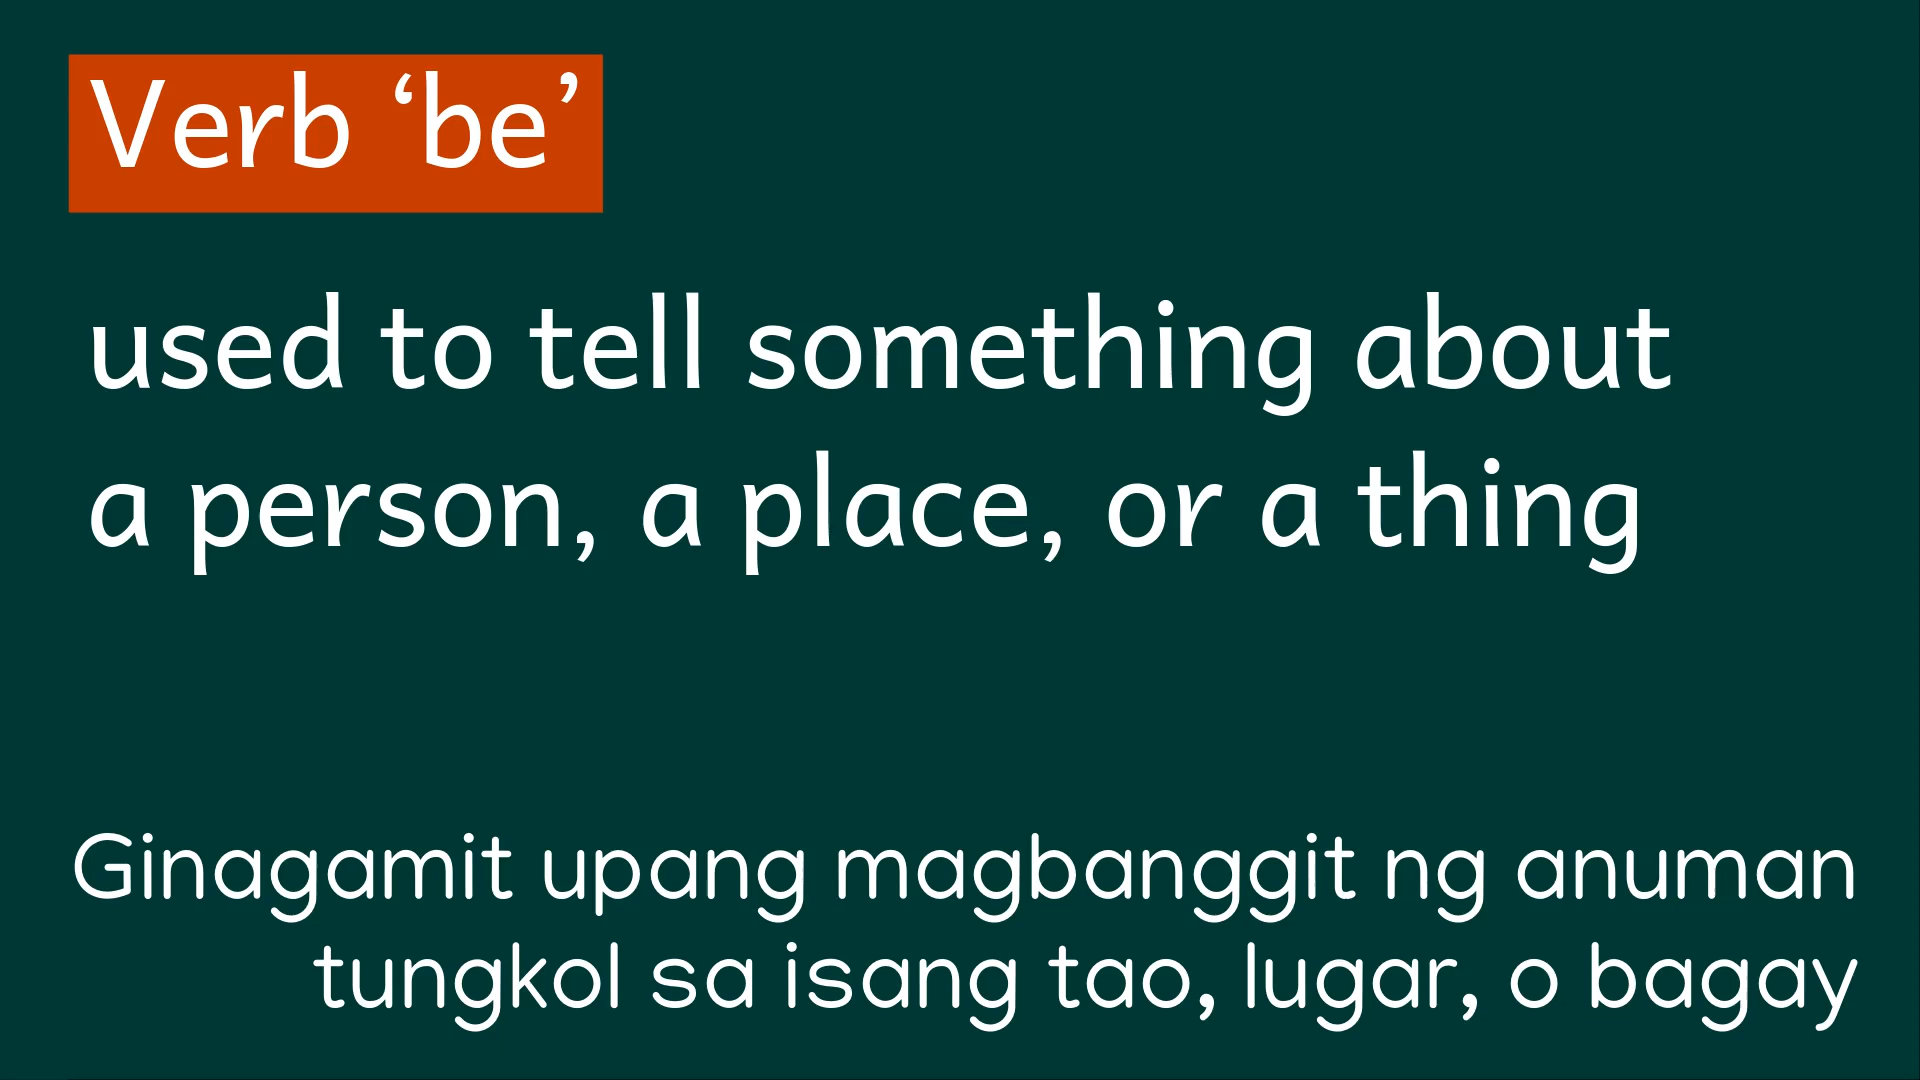 Verb ‘be’
used to tell something about
a person, a place, or a thing
Ginagamit upang magbanggit ng anuman
tungkol sa isang tao, lugar, o bagay